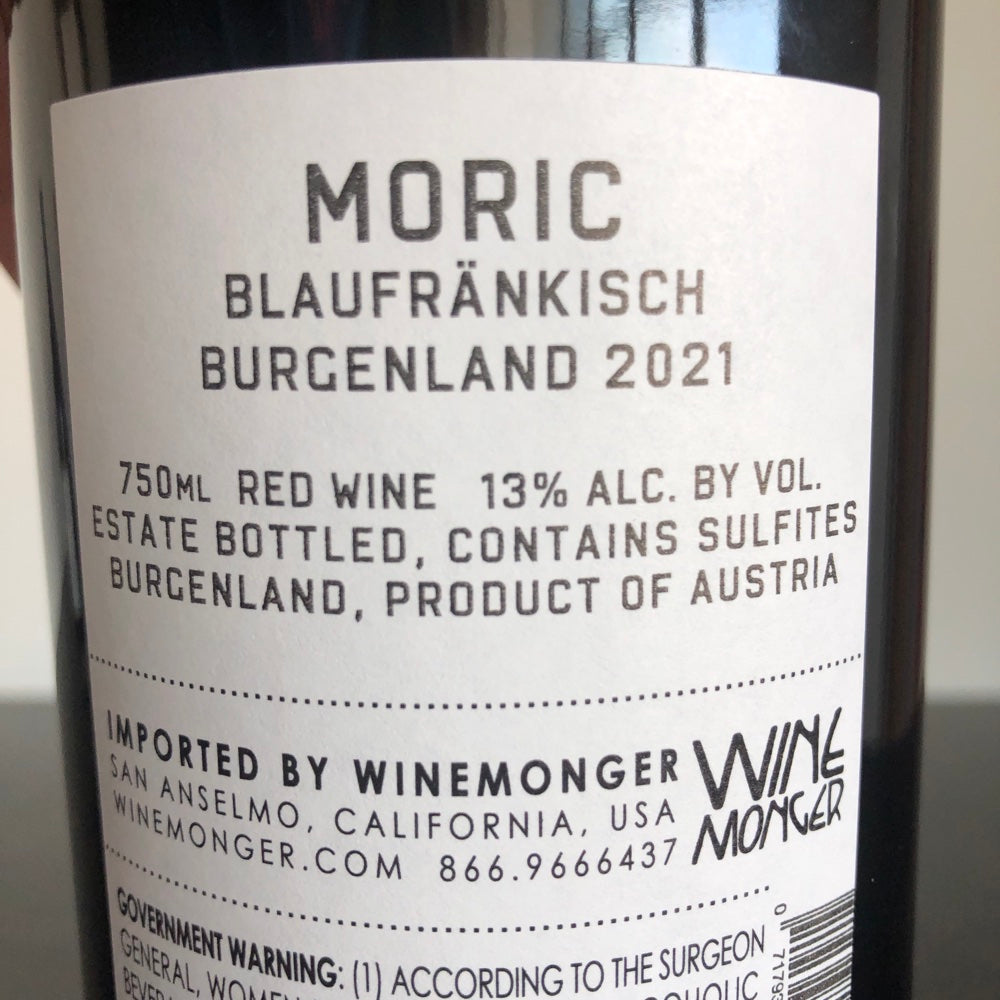 MORIC
BLAUFRÄNKISCH
BURGENLAND 2021
750ML RED WINE 13% ALC. BY VOL.
ESTATE BOTTLED, CONTAINS SULFITES
BURGENLAND, PRODUCT OF AUSTRIA
IMPORTED BY WINEMONGER
SAN ANSELMO, CALIFORNIA, USA
WINEMONGER.COM 866.9666437
WINE
MONGER
GOVERNMENT WARNING: (1) ACCORDING TO THE SURGEON
GENERAL, WOMEN